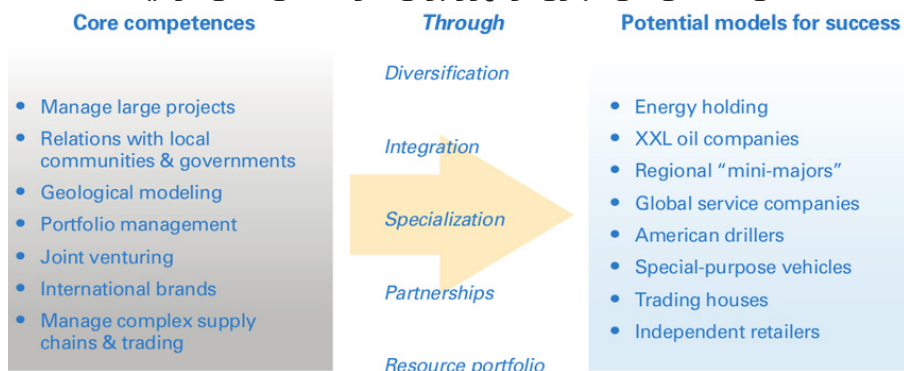 Core competences
Through
Potential models for success
• Manage large projects
• Relations with local
communities & governments
• Geological modeling
• Portfolio management
• Joint venturing
• International brands
• Manage complex supply
chains & trading
Diversification
Integration
Specialization
Partnerships
Resource portfolio
• Energy holding
• XXL oil companies
• Regional “mini-majors”
• Global service companies
• American drillers
• Special-purpose vehicles
• Trading houses
• Independent retailers